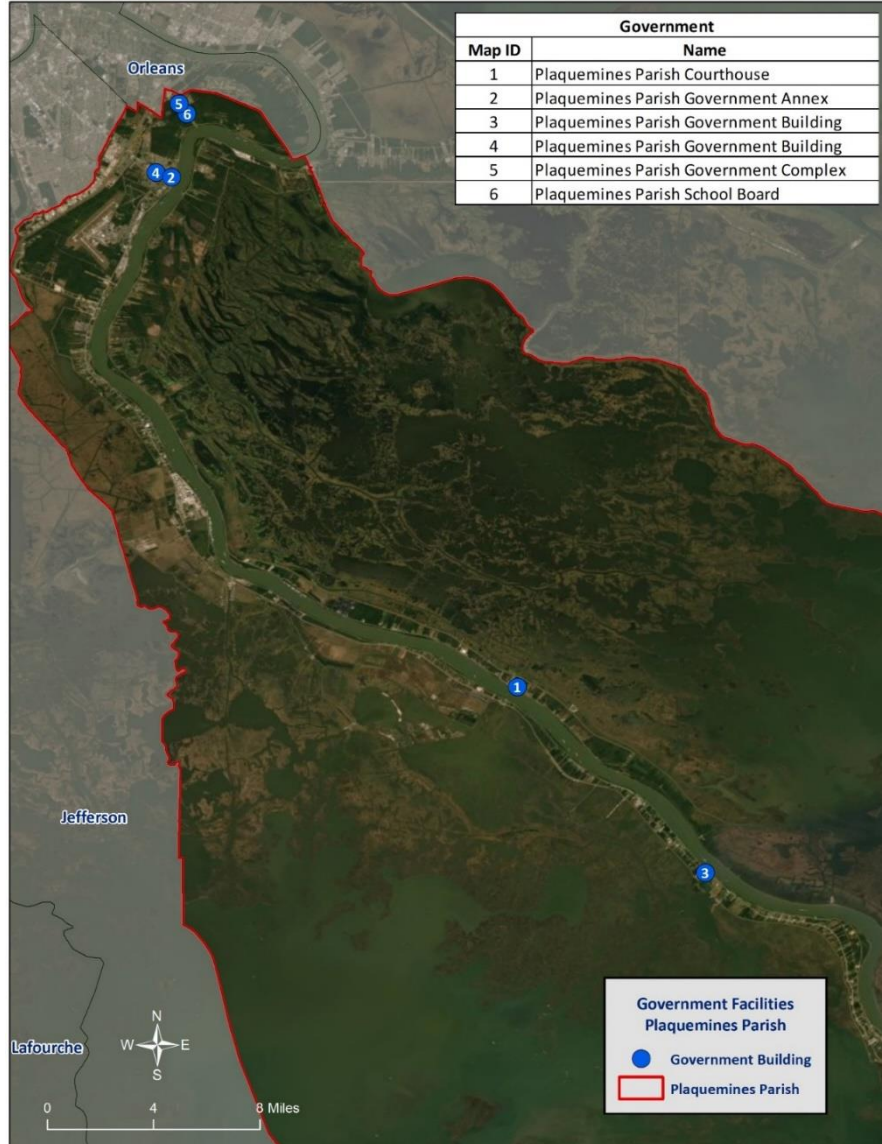 Government
Map ID Name
1 Plaquemines Parish Courthouse
2 Plaquemines Parish Government Annex
3 Plaquemines Parish Government Building
4 Plaquemines Parish Government Building
5 Plaquemines Parish Government Complex
6 Plaquemines Parish School Board
Orleans
5
6
4 2
1
Jefferson
3
Lafourche
N
W E
S
0 4 8 Miles
Government Facilities
Plaquemines Parish
Government Building
Plaquemines Parish